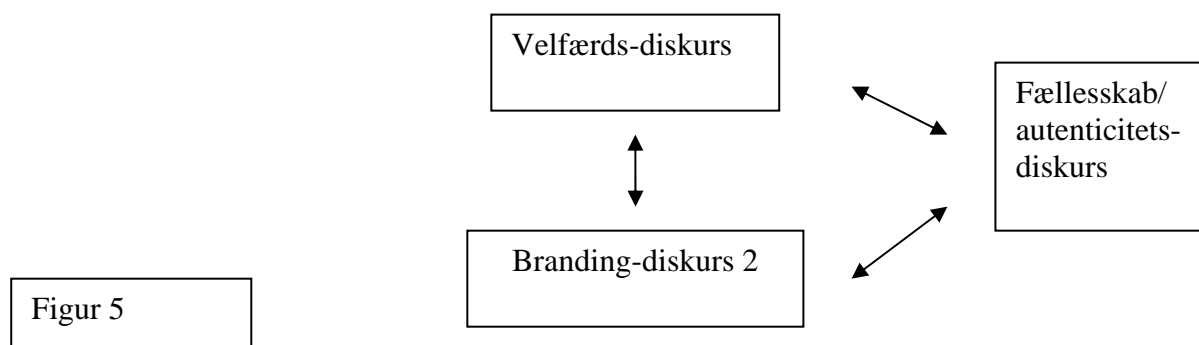 Velfærds-diskurs
Fællesskab/
autenticitets-
diskurs
Branding-diskurs 2
Figur 5